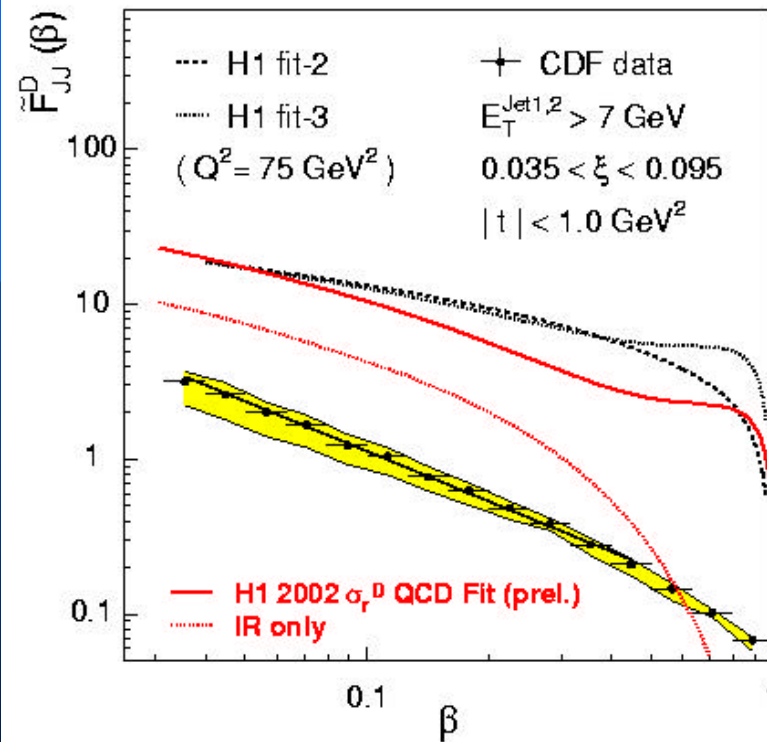 F̃ᴰJJ (β)
H1 fit-2
CDF data
H1 fit-3
E_T^Jet1,2 > 7 GeV
( Q² = 75 GeV² )
0.035 < ξ < 0.095
| t | < 1.0 GeV²
100
10
1
0.1
H1 2002 σ_r^D QCD Fit (prel.)
IR only
0.1
β